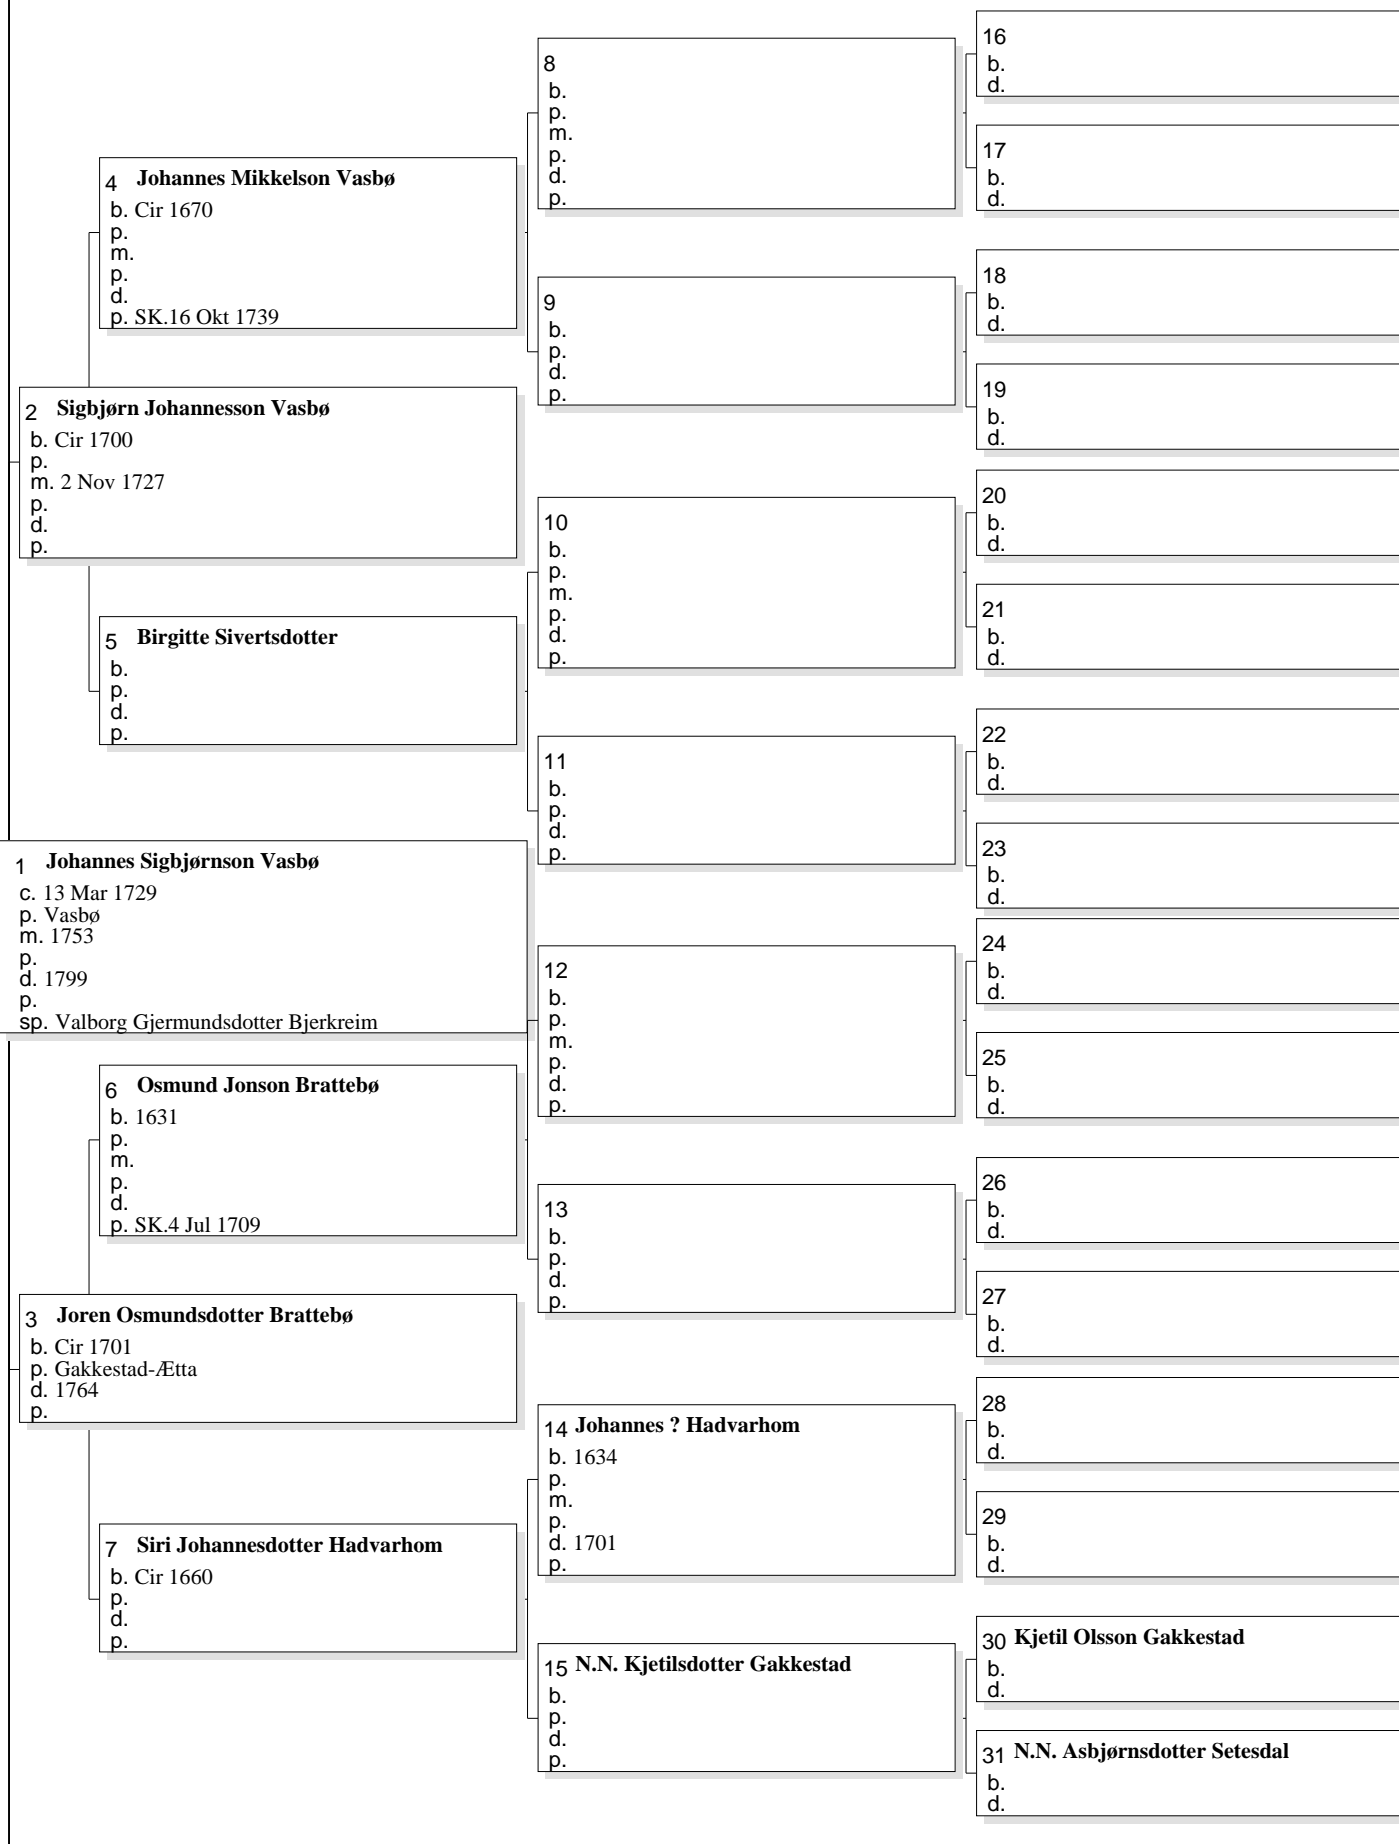 4 Johannes Mikkelson Vasbø
b. Cir 1670
p.
m.
p.
d.
p. SK.16 Okt 1739
2 Sigbjørn Johannesson Vasbø
b. Cir 1700
p.
m. 2 Nov 1727
p.
d.
p.
5 Birgitte Sivertsdotter
b.
p.
d.
p.
1 Johannes Sigbjørnson Vasbø
c. 13 Mar 1729
p. Vasbø
m. 1753
p.
d. 1799
p.
sp. Valborg Gjermundsdotter Bjerkreim
6 Osmund Jonson Brattebø
b. 1631
p.
m.
p.
d.
p. SK.4 Jul 1709
3 Joren Osmundsdotter Brattebø
b. Cir 1701
p. Gakkestad-Ætta
d. 1764
p.
7 Siri Johannesdotter Hadvarhom
b. Cir 1660
p.
d.
p.
8
b.
p.
m.
p.
d.
p.
9
b.
p.
d.
p.
10
b.
p.
m.
p.
d.
p.
11
b.
p.
d.
p.
12
b.
p.
m.
p.
d.
p.
13
b.
p.
d.
p.
14 Johannes ? Hadvarhom
b. 1634
p.
m.
p.
d. 1701
p.
15 N.N. Kjetilsdotter Gakkestad
b.
p.
d.
p.
16
b.
d.
17
b.
d.
18
b.
d.
19
b.
d.
20
b.
d.
21
b.
d.
22
b.
d.
23
b.
d.
24
b.
d.
25
b.
d.
26
b.
d.
27
b.
d.
28
b.
d.
29
b.
d.
30 Kjetil Olsson Gakkestad
b.
d.
31 N.N. Asbjørnsdotter Setesdal
b.
d.